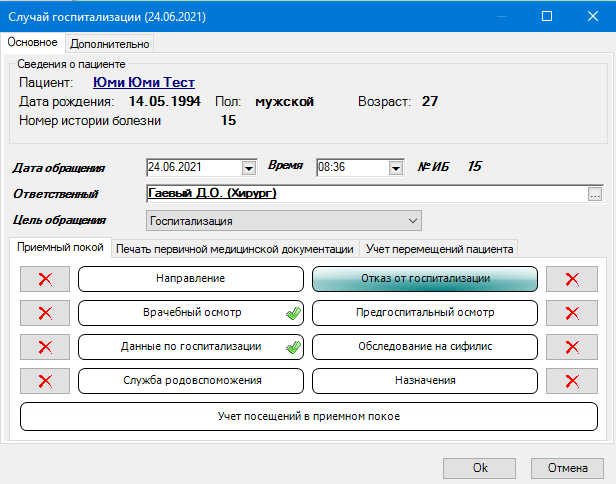 Случай госпитализации (24.06.2021)
Основное Дополнительно
Сведения о пациенте
Пациент: Юми Юми Тест
Дата рождения: 14.05.1994 Пол: мужской Возраст: 27
Номер истории болезни 15
Дата обращения 24.06.2021 Время 08:36 № ИБ 15
Ответственный Гаевый Д.О. (Хирург) ...
Цель обращения Госпитализация
Приемный покой Печать первичной медицинской документации Учет перемещений пациента
Направление Отказ от госпитализации
Врачебный осмотр Предгоспитальный осмотр
Данные по госпитализации Обследование на сифилис
Служба родовспоможения Назначения
Учет посещений в приемном покое
Ok Отмена